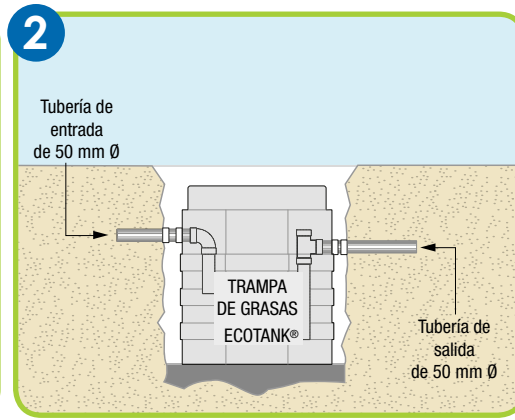 2
Tubería de
entrada
de 50 mm Ø
TRAMPA
DE GRASAS
ECOTANK®
Tubería de
salida
de 50 mm Ø